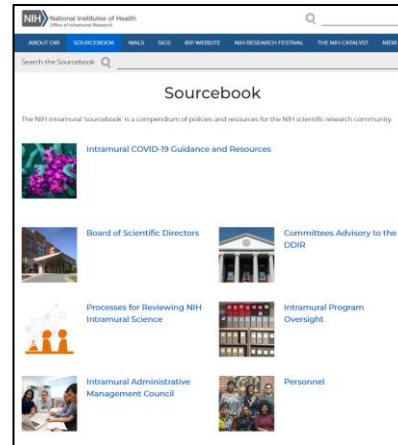 NIH National Institutes of Health
Office of Intramural Research
ABOUT OIR SOURCEBOOK WALS SIGS IRP WEBSITE NIH RESEARCH FESTIVAL THE NIH CATALYST
Search the Sourcebook
Sourcebook
The NIH intramural 'sourcebook' is a compendium of policies and resources for the NIH scientific research community.
Intramural COVID-19 Guidance and Resources
Board of Scientific Directors
Committees Advisory to the
DDIR
Processes for Reviewing NIH
Intramural Science
Intramural Program
Oversight
Intramural Administrative
Management Council
Personnel